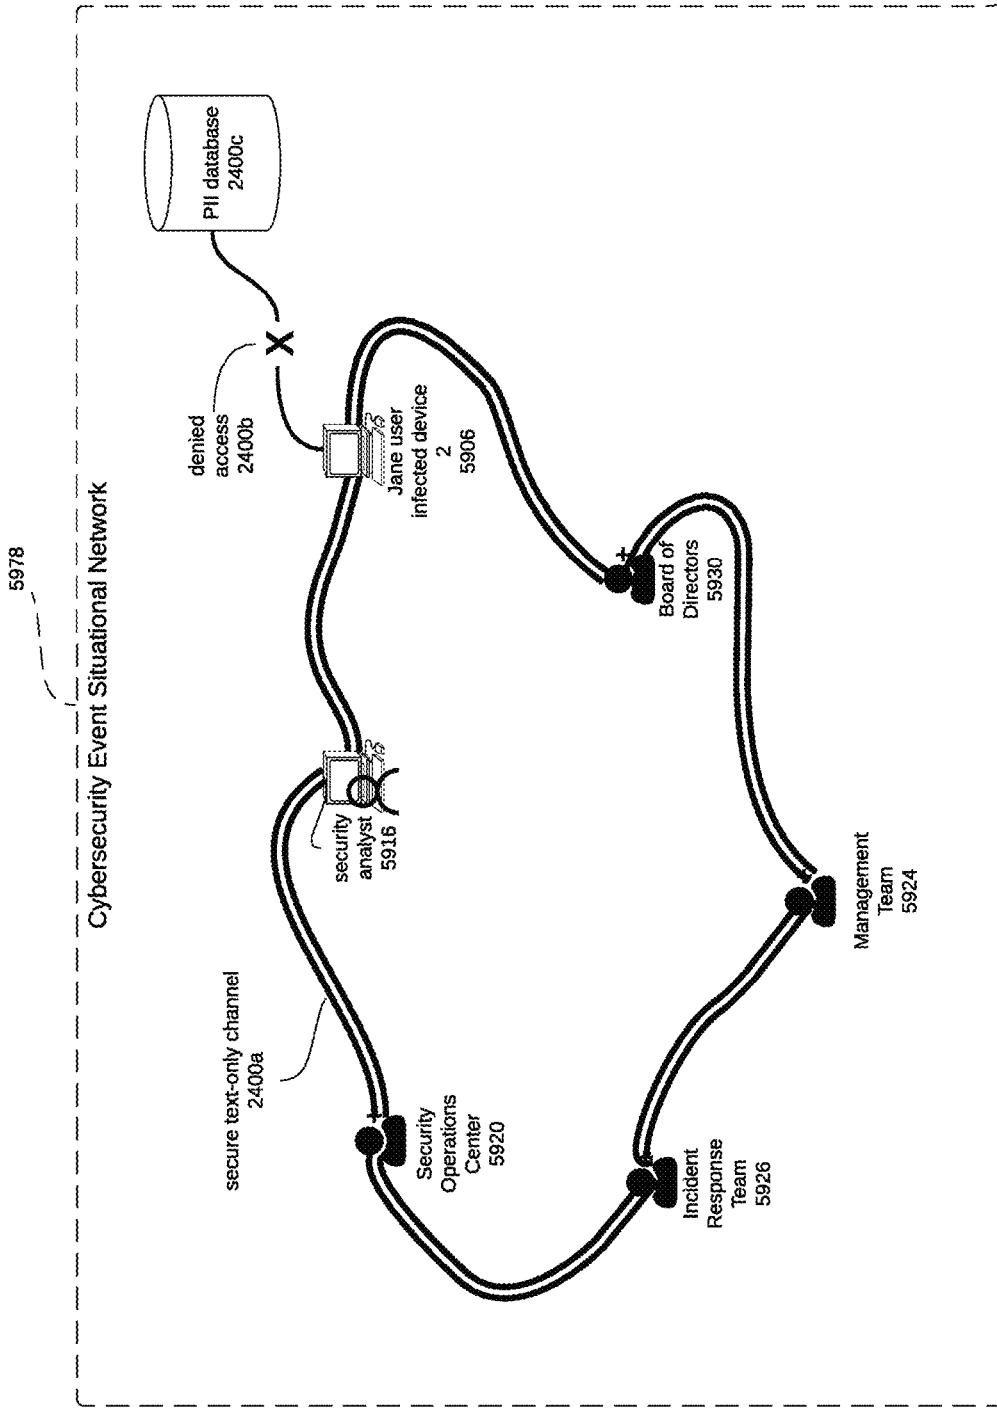 5978
Cybersecurity Event Situational Network
PII database
2400c
X
denied
access
2400b
Jane user
infected device
2
5906
security
analyst
5916
secure text-only channel
2400a
Security
Operations
Center
5920
Board of
Directors
5930
Incident
Response
Team
5926
Management
Team
5924